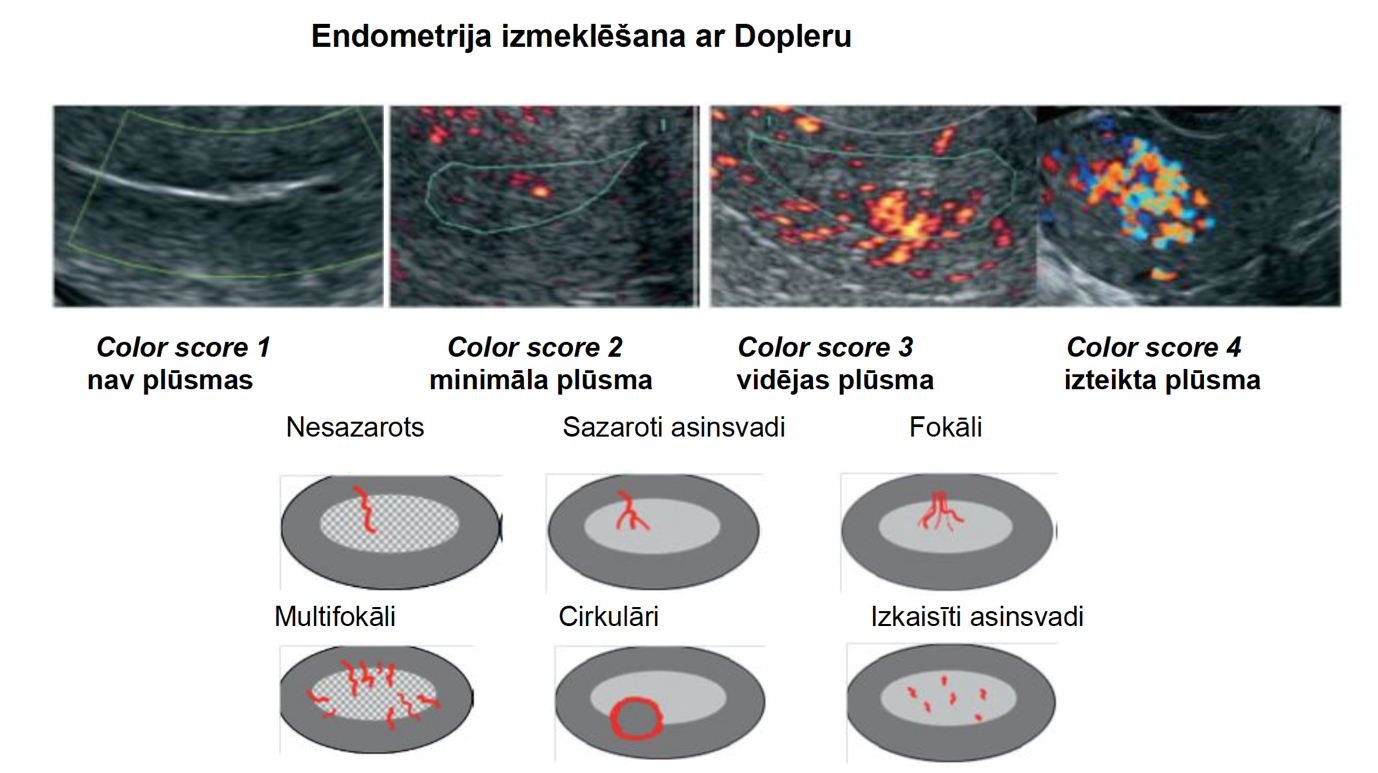 Endometrija izmeklēšana ar Dopleru
Color score 1
nav plūsmas
Color score 2
minimāla plūsma
Color score 3
vidējas plūsma
Color score 4
izteikta plūsma
Nesazarots
Sazaroti asinsvadi
Fokāli
Multifokāli
Cirkulāri
Izkaisīti asinsvadi